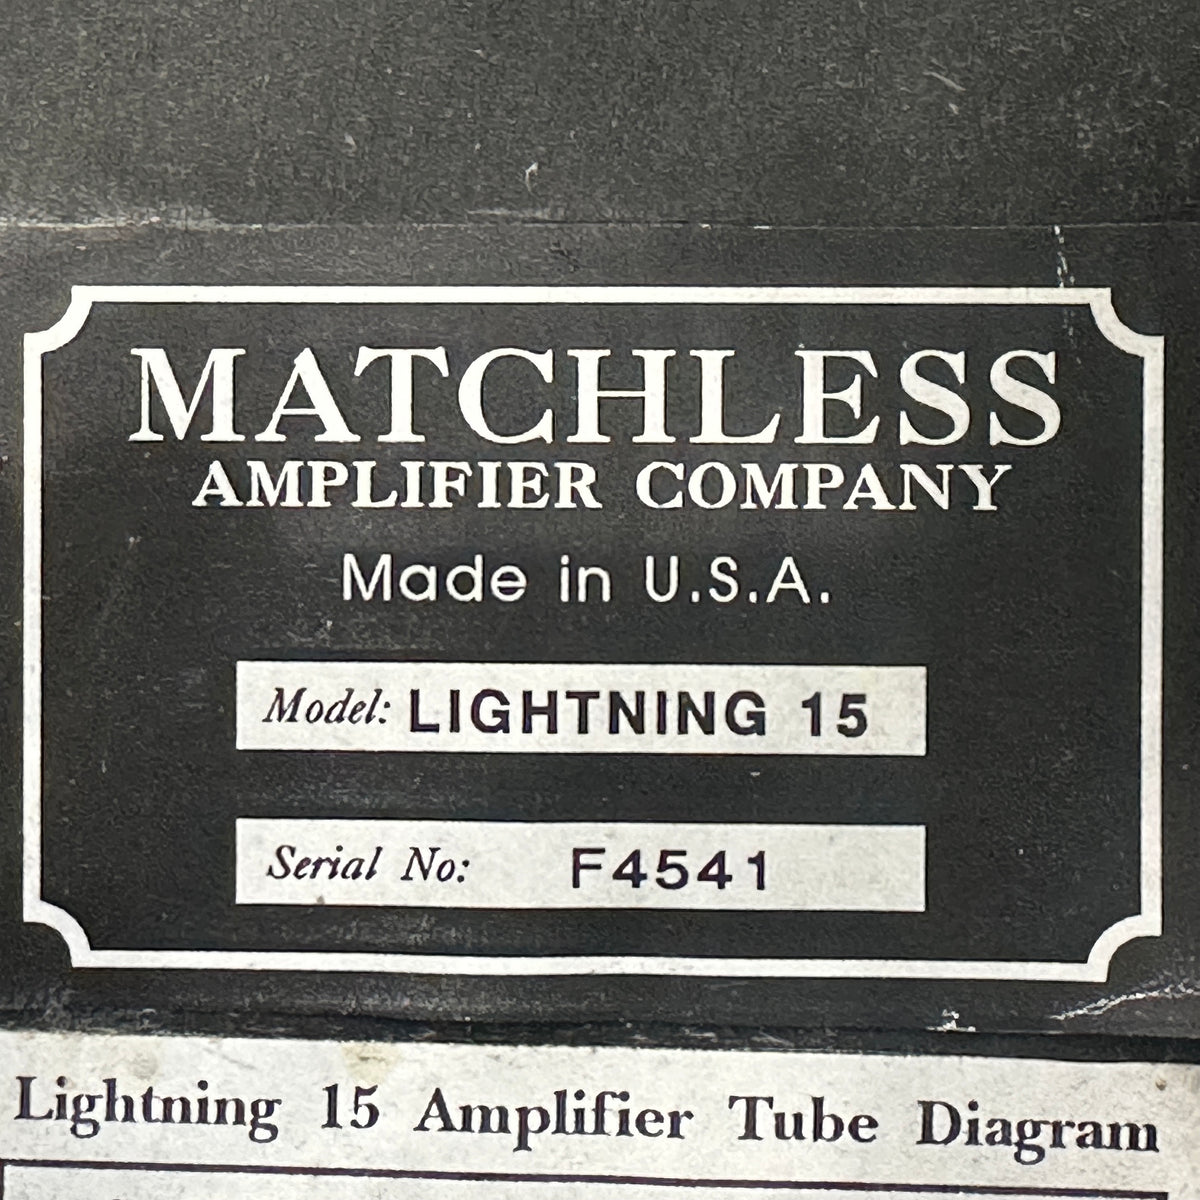 MATCHLESS
AMPLIFIER COMPANY
Made in U.S.A.
Model: LIGHTNING 15
Serial No: F4541
Lightning 15 Amplifier Tube Diagram